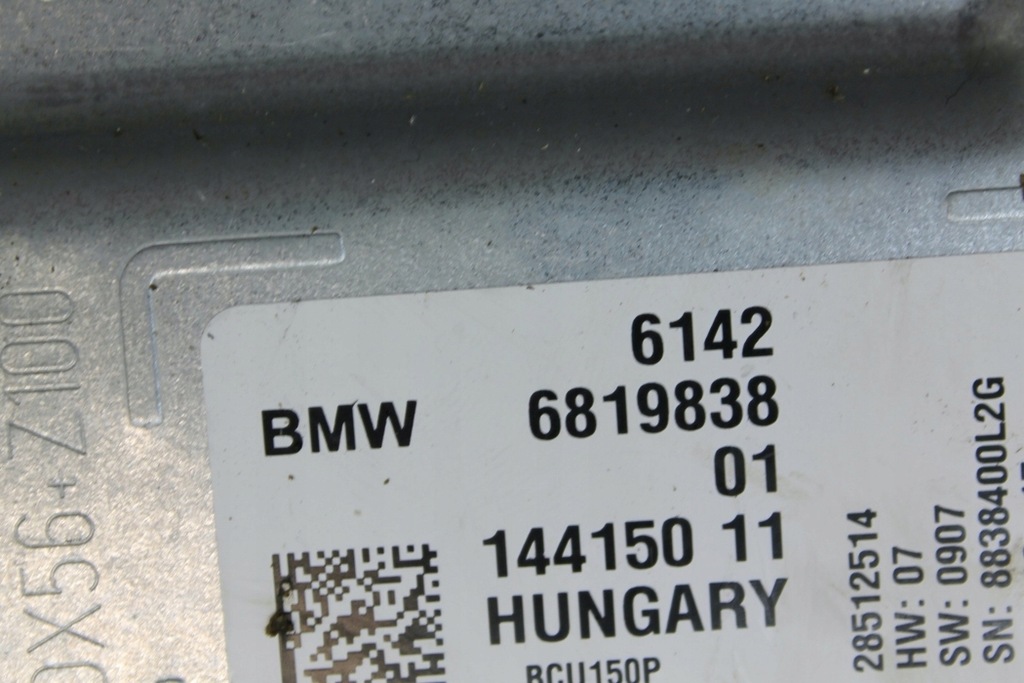 6142
BMW 6819838
01
144150 11
HUNGARY
BCU150P
28512514
HW: 07
SW: 0907
SN: 8838400L2G
0X56+Z100